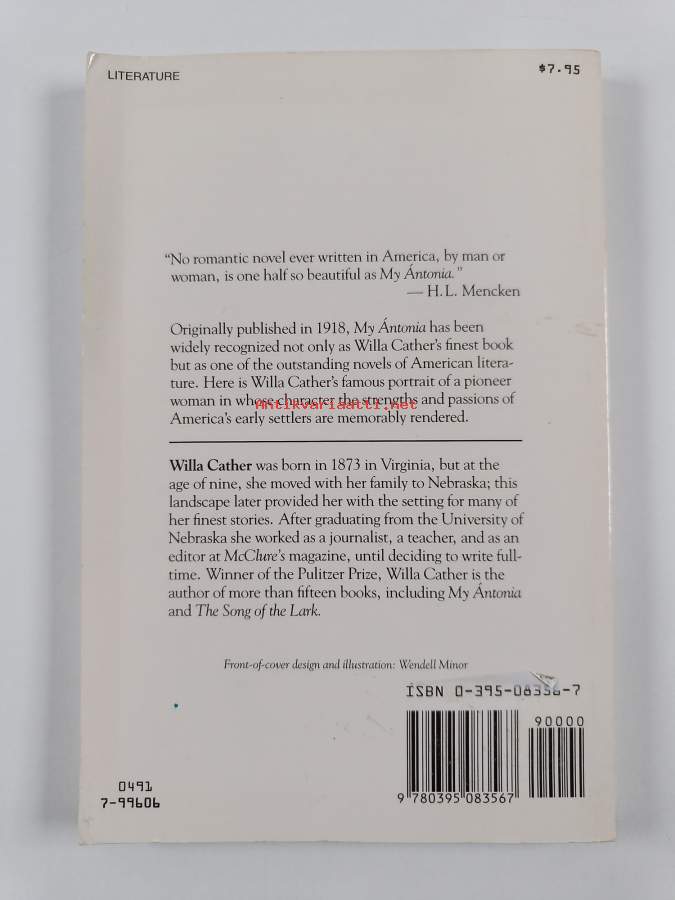 LITERATURE
$7.95
“No romantic novel ever written in America, by man or
woman, is one half so beautiful as My Ántonia.”
— H.L. Mencken
Originally published in 1918, My Ántonia has been
widely recognized not only as Willa Cather’s finest book
but as one of the outstanding novels of American litera-
ture. Here is Willa Cather’s famous portrait of a pioneer
woman in whose character the strengths and passions of
antikvariaatti.net
America’s early settlers are memorably rendered.
Willa Cather was born in 1873 in Virginia, but at the
age of nine, she moved with her family to Nebraska; this
landscape later provided her with the setting for many of
her finest stories. After graduating from the University of
Nebraska she worked as a journalist, a teacher, and as an
editor at McClure’s magazine, until deciding to write full-
time. Winner of the Pulitzer Prize, Willa Cather is the
author of more than fifteen books, including My Ántonia
and The Song of the Lark.
Front-of-cover design and illustration: Wendell Minor
ISBN 0-395-08356-7
90000
9 780395 083567
0491
7-99606